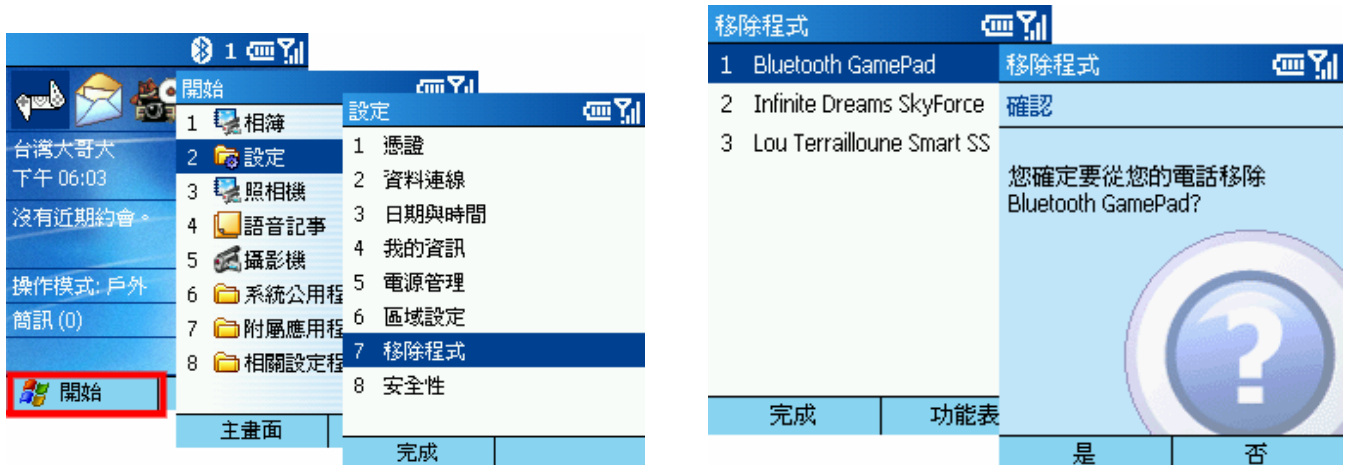 1
台灣大哥大
下午 06:03
沒有近期約會。
操作模式: 戶外
簡訊 (0)
開始
開始
1 相簿
2 設定
3 照相機
4 語音記事
5 攝影機
6 系統公用程
7 附屬應用程
8 相關設定程
主畫面
設定
1 憑證
2 資料連線
3 日期與時間
4 我的資訊
5 電源管理
6 區域設定
7 移除程式
8 安全性
完成
移除程式
1 Bluetooth GamePad
2 Infinite Dreams SkyForce
3 Lou Terrailloune Smart SS
完成
功能表
移除程式
確認
您確定要從您的電話移除
Bluetooth GamePad?
是
否